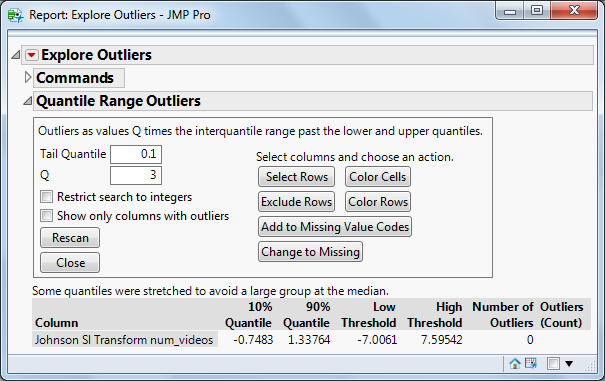 Report: Explore Outliers - JMP Pro
Explore Outliers
Commands
Quantile Range Outliers
Outliers as values Q times the interquantile range past the lower and upper quantiles.
Tail Quantile 0.1
Q 3
Restrict search to integers
Show only columns with outliers
Rescan
Close
Select columns and choose an action.
Select Rows Color Cells
Exclude Rows Color Rows
Add to Missing Value Codes
Change to Missing
Some quantiles were stretched to avoid a large group at the median.
10% 90% Low High Number of Outliers
Column Quantile Quantile Threshold Threshold Outliers (Count)
Johnson Sl Transform num_videos -0.7483 1.33764 -7.0061 7.59542 0